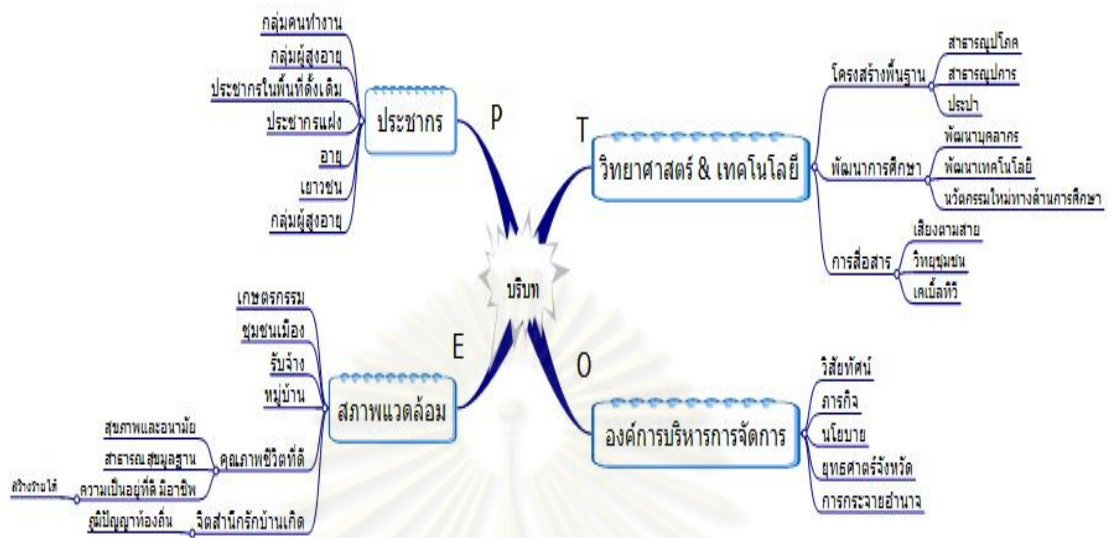 กลุ่มคนทำงาน
กลุ่มผู้สูงอายุ
ประชากรในพื้นที่ดั้งเดิม
ประชากรแฝง
อายุ
เยาวชน
กลุ่มผู้สูงอายุ
ประชากร
P
T
วิทยาศาสตร์ & เทคโนโลยี
โครงสร้างพื้นฐาน
สาธารณูปโภค
สาธารณูปการ
ประปา
พัฒนาการศึกษา
พัฒนาบุคลากร
พัฒนาเทคโนโลยี
นวัตกรรมใหม่ทางด้านการศึกษา
การสื่อสาร
เสียงตามสาย
วิทยุชุมชน
เคเบิ้ลทีวี
บริบท
E
สภาพแวดล้อม
เกษตรกรรม
ชุมชนเมือง
รับจ้าง
หมู่บ้าน
คุณภาพชีวิตที่ดี
สุขภาพและอนามัย
สาธารณสุขมูลฐาน
ความเป็นอยู่ที่ดี มีอาชีพ
สร้างรายได้
จิตสำนึกรักบ้านเกิด
ภูมิปัญญาท้องถิ่น
O
องค์การบริหารการจัดการ
วิสัยทัศน์
ภารกิจ
นโยบาย
ยุทธศาตร์จังหวัด
การกระจายอำนาจ